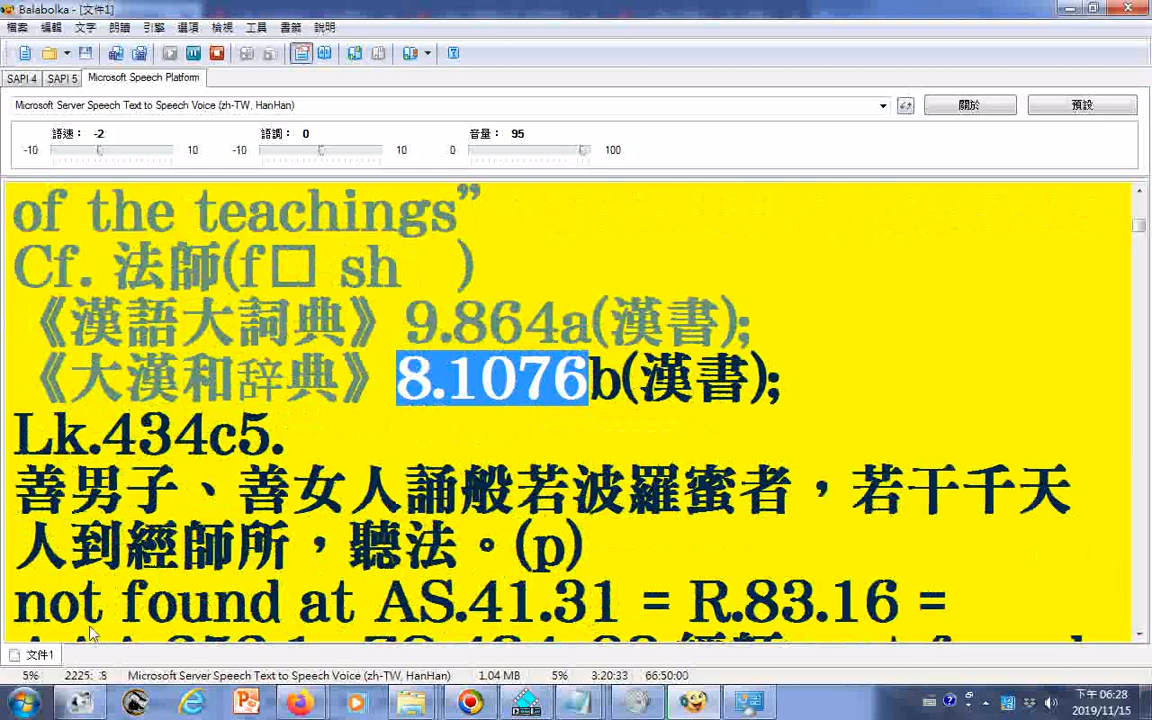 Balabolka - [文件1]
檔案 編輯 文字 朗讀 引擎 選項 檢視 工具 書籤 說明
SAPI 4 SAPI 5 Microsoft Speech Platform
Microsoft Server Speech Text to Speech Voice (zh-TW, HanHan) 關於 預設
語速： -2 語調： 0 音量： 95
-10 10 -10 10 0 100
of the teachings”
Cf. 法師(f□ sh )
《漢語大詞典》 9.864a(漢書);
《大漢和辞典》 8.1076b(漢書);
Lk.434c5.
善男子、善女人誦般若波羅蜜者，若干千天
人到經師所，聽法。(p)
not found at AS.41.31 = R.83.16 =
文件1
5% 2225: :8 Microsoft Server Speech Text to Speech Voice (zh-TW, HanHan) 1.04 MB 5% 3:20:33 66:50:00
下午 06:28
2019/11/15